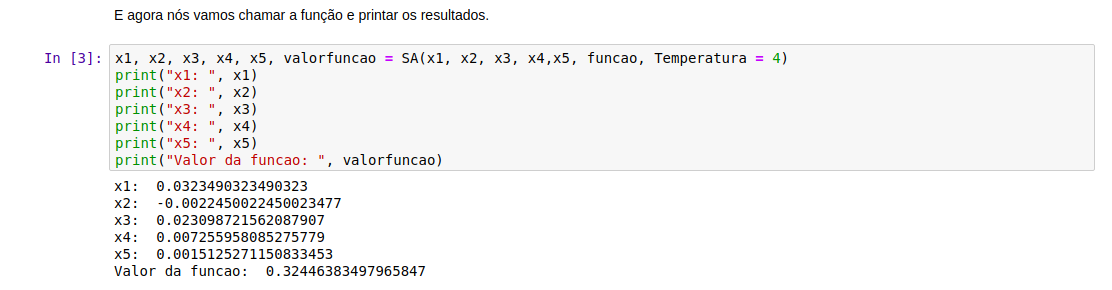 E agora nós vamos chamar a função e printar os resultados.
In [3]: x1, x2, x3, x4, x5, valorfuncao = SA(x1, x2, x3, x4,x5, funcao, Temperatura = 4)
print("x1: ", x1)
print("x2: ", x2)
print("x3: ", x3)
print("x4: ", x4)
print("x5: ", x5)
print("Valor da funcao: ", valorfuncao)
x1:  0.0323490323490323
x2:  -0.0022450022450023477
x3:  0.023098721562087907
x4:  0.007255958085275779
x5:  0.0015125271150833453
Valor da funcao:  0.32446383497965847